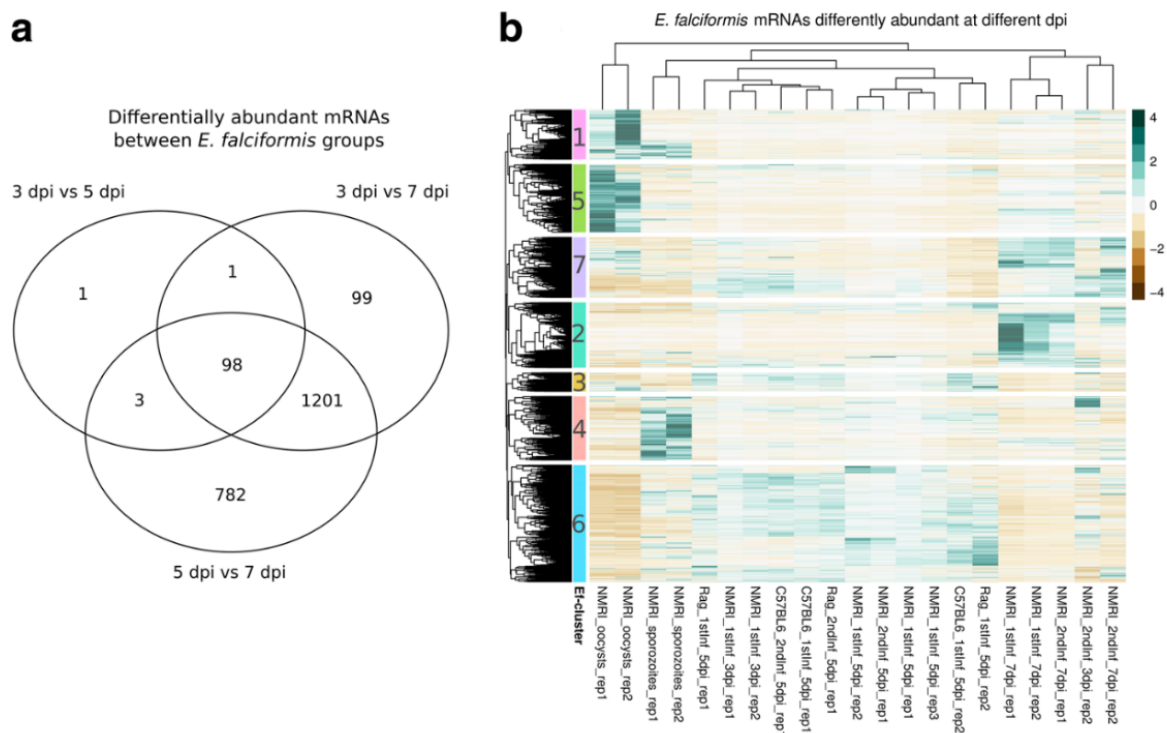 a
Differentially abundant mRNAs
between E. falciformis groups
3 dpi vs 5 dpi
3 dpi vs 7 dpi
1
1
99
98
3
1201
782
5 dpi vs 7 dpi
b
E. falciformis mRNAs differently abundant at different dpi
1
5
7
2
3
4
6
4
2
0
−2
−4
Ef-cluster
NMRI_oocysts_rep1
NMRI_oocysts_rep2
NMRI_sporozoites_rep1
NMRI_sporozoites_rep2
Rag_1stInf_5dpi_rep1
NMRI_1stInf_3dpi_rep1
NMRI_1stInf_3dpi_rep2
C57BL6_2ndInf_5dpi_rep1
C57BL6_1stInf_5dpi_rep1
Rag_2ndInf_5dpi_rep1
NMRI_1stInf_5dpi_rep2
NMRI_2ndInf_5dpi_rep1
NMRI_1stInf_5dpi_rep1
NMRI_1stInf_5dpi_rep3
C57BL6_1stInf_5dpi_rep2
Rag_1stInf_5dpi_rep2
NMRI_1stInf_7dpi_rep1
NMRI_1stInf_7dpi_rep2
NMRI_2ndInf_7dpi_rep1
NMRI_2ndInf_3dpi_rep2
NMRI_2ndInf_7dpi_rep2